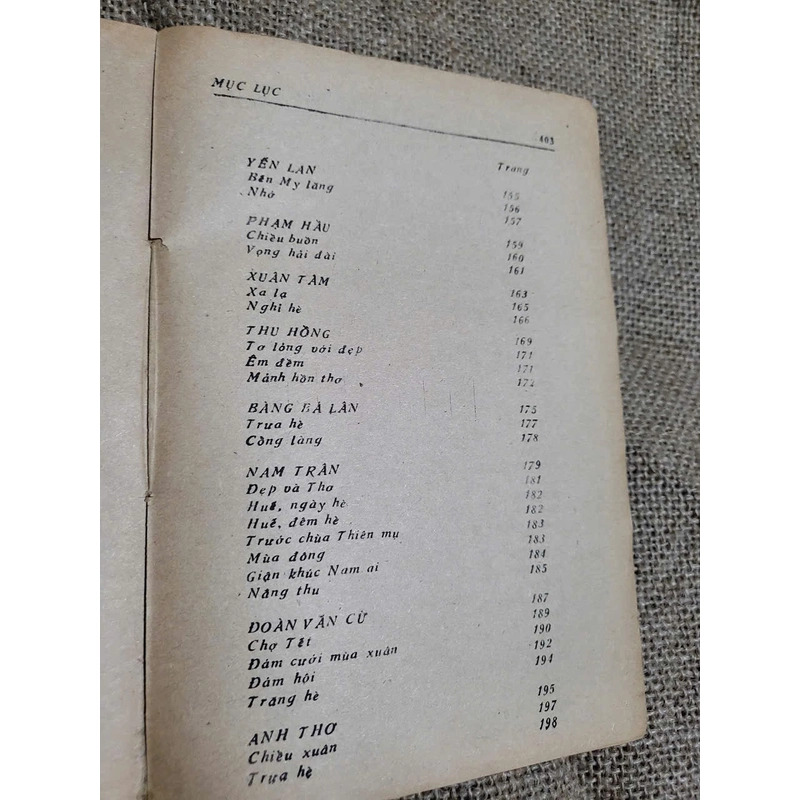 MỤC LỤC
403
Trang
YẾN LAN 155
Bến My lăng 156
Nhớ 157
PHẠM HẦU 159
Chiều buồn 160
Vọng hải đài 161
XUÂN TÂM 163
Xa lạ 165
Nghỉ hè 166
THU HỒNG 169
Tơ lòng với đẹp 171
Êm đềm 171
Mảnh hồn thơ 172
BÀNG BÁ LÂN 175
Trưa hè 177
Cổng làng 178
NAM TRÂN 179
Đẹp và Thơ 181
Huế, ngày hè 182
Huế, đêm hè 182
Trước chùa Thiên mụ 183
Mùa đông 183
Giận khúc Nam ai 184
Nắng thu 185
ĐOÀN VĂN CỪ 187
Chợ Tết 189
Đám cưới mùa xuân 190
Đám hội 192
Trăng hè 194
ANH THƠ 195
Chiều xuân 197
Trưa hè 198